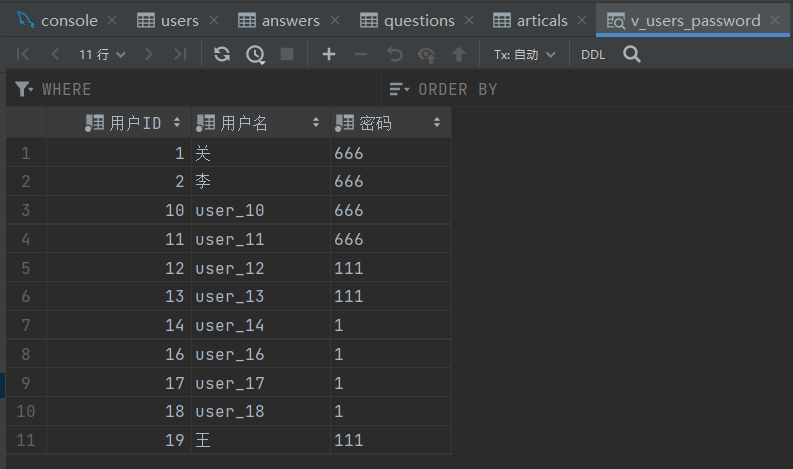 console users answers questions articals v_users_password
11 行 Tx: 自动 DDL
WHERE ORDER BY
用户ID 用户名 密码
1 1 关 666
2 2 李 666
3 10 user_10 666
4 11 user_11 666
5 12 user_12 111
6 13 user_13 111
7 14 user_14 1
8 16 user_16 1
9 17 user_17 1
10 18 user_18 1
11 19 王 111